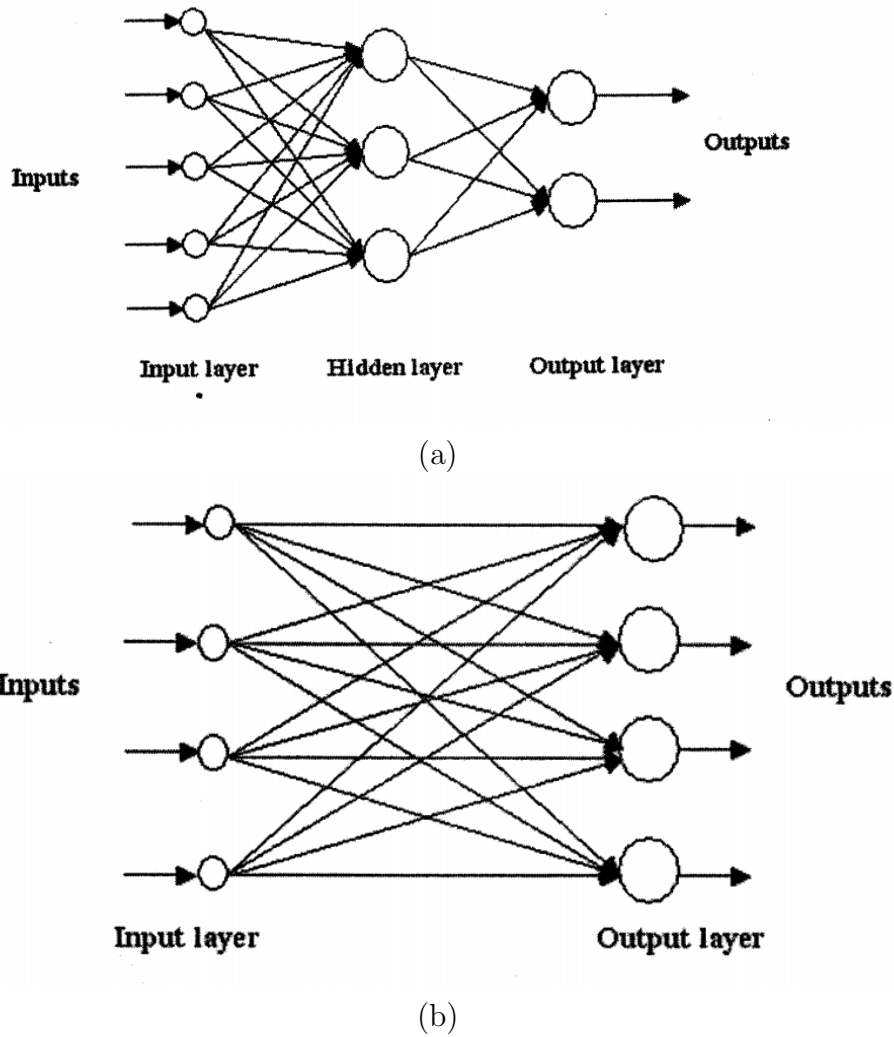 Inputs
Outputs
Input layer
Hidden layer
Output layer
(a)
Inputs
Outputs
Input layer
Output layer
(b)